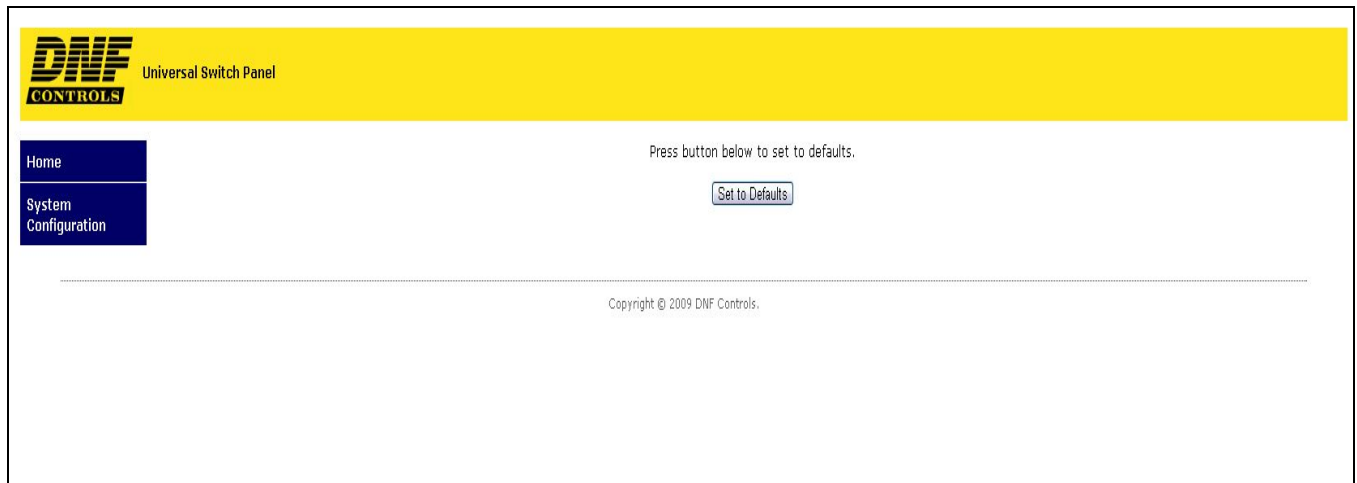 DNF
CONTROLS
Universal Switch Panel
Home
System
Configuration
Press button below to set to defaults.
Set to Defaults
Copyright © 2009 DNF Controls.